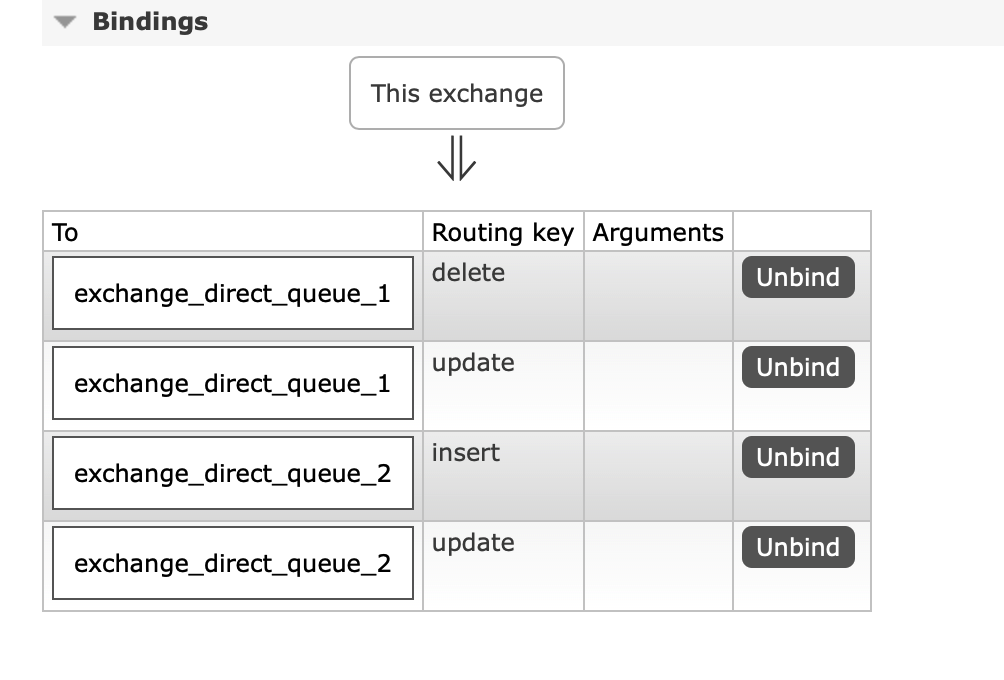 Bindings
This exchange
To Routing key Arguments
exchange_direct_queue_1 delete Unbind
exchange_direct_queue_1 update Unbind
exchange_direct_queue_2 insert Unbind
exchange_direct_queue_2 update Unbind